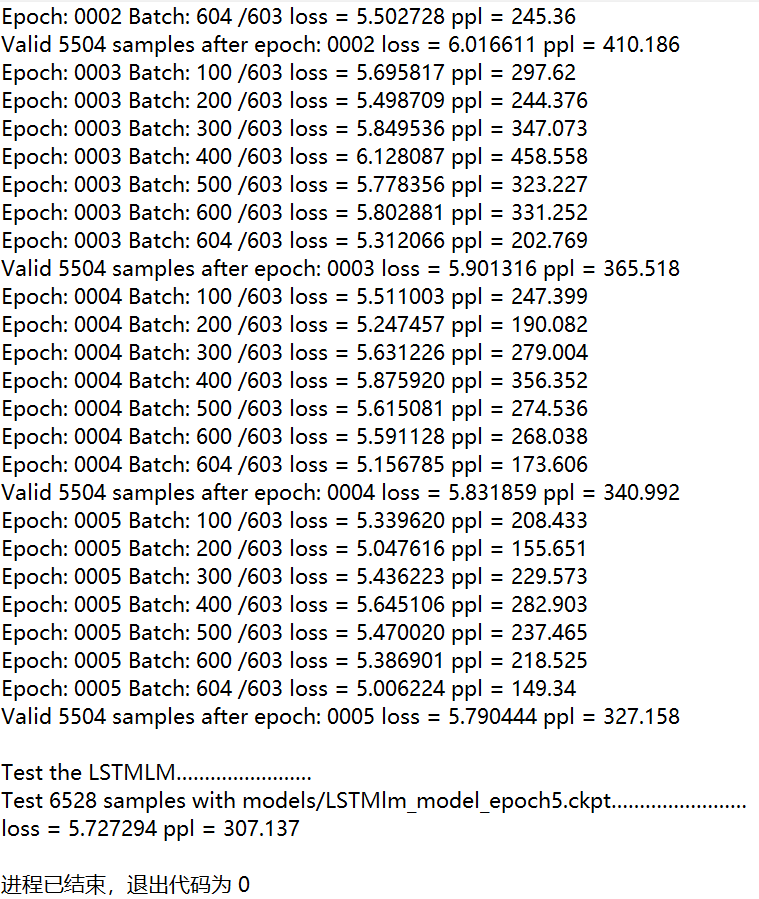 Epoch: 0002 Batch: 604 /603 loss = 5.502728 ppl = 245.36
Valid 5504 samples after epoch: 0002 loss = 6.016611 ppl = 410.186
Epoch: 0003 Batch: 100 /603 loss = 5.695817 ppl = 297.62
Epoch: 0003 Batch: 200 /603 loss = 5.498709 ppl = 244.376
Epoch: 0003 Batch: 300 /603 loss = 5.849536 ppl = 347.073
Epoch: 0003 Batch: 400 /603 loss = 6.128087 ppl = 458.558
Epoch: 0003 Batch: 500 /603 loss = 5.778356 ppl = 323.227
Epoch: 0003 Batch: 600 /603 loss = 5.802881 ppl = 331.252
Epoch: 0003 Batch: 604 /603 loss = 5.312066 ppl = 202.769
Valid 5504 samples after epoch: 0003 loss = 5.901316 ppl = 365.518
Epoch: 0004 Batch: 100 /603 loss = 5.511003 ppl = 247.399
Epoch: 0004 Batch: 200 /603 loss = 5.247457 ppl = 190.082
Epoch: 0004 Batch: 300 /603 loss = 5.631226 ppl = 279.004
Epoch: 0004 Batch: 400 /603 loss = 5.875920 ppl = 356.352
Epoch: 0004 Batch: 500 /603 loss = 5.615081 ppl = 274.536
Epoch: 0004 Batch: 600 /603 loss = 5.591128 ppl = 268.038
Epoch: 0004 Batch: 604 /603 loss = 5.156785 ppl = 173.606
Valid 5504 samples after epoch: 0004 loss = 5.831859 ppl = 340.992
Epoch: 0005 Batch: 100 /603 loss = 5.339620 ppl = 208.433
Epoch: 0005 Batch: 200 /603 loss = 5.047616 ppl = 155.651
Epoch: 0005 Batch: 300 /603 loss = 5.436223 ppl = 229.573
Epoch: 0005 Batch: 400 /603 loss = 5.645106 ppl = 282.903
Epoch: 0005 Batch: 500 /603 loss = 5.470020 ppl = 237.465
Epoch: 0005 Batch: 600 /603 loss = 5.386901 ppl = 218.525
Epoch: 0005 Batch: 604 /603 loss = 5.006224 ppl = 149.34
Valid 5504 samples after epoch: 0005 loss = 5.790444 ppl = 327.158
Test the LSTMLM........................
Test 6528 samples with models/LSTMlm_model_epoch5.ckpt........................
loss = 5.727294 ppl = 307.137
进程已结束，退出代码为 0